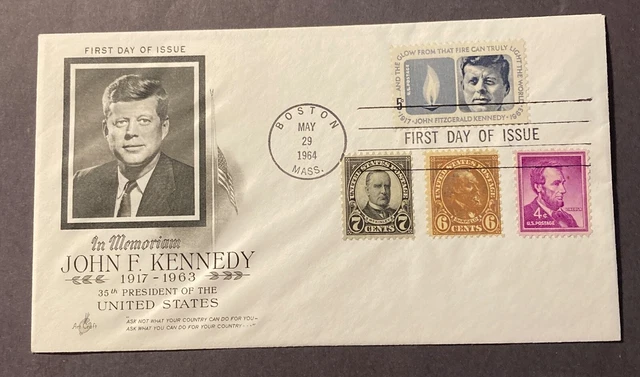 FIRST DAY OF ISSUE
In Memoriam
JOHN F. KENNEDY
1917 - 1963
35th PRESIDENT OF THE
UNITED STATES
ArtCraft
"ASK NOT WHAT YOUR COUNTRY CAN DO FOR YOU-
ASK WHAT YOU CAN DO FOR YOUR COUNTRY . . . "
BOSTON
MAY
29
1964
MASS.
AND THE GLOW FROM THAT FIRE CAN TRULY LIGHT THE WORLD
U.S. POSTAGE
5¢
1917·JOHN FITZGERALD KENNEDY·1963
FIRST DAY OF ISSUE
UNITED STATES POSTAGE
7 7
CENTS
UNITED STATES POSTAGE
6 6
CENTS
4¢
U.S. POSTAGE